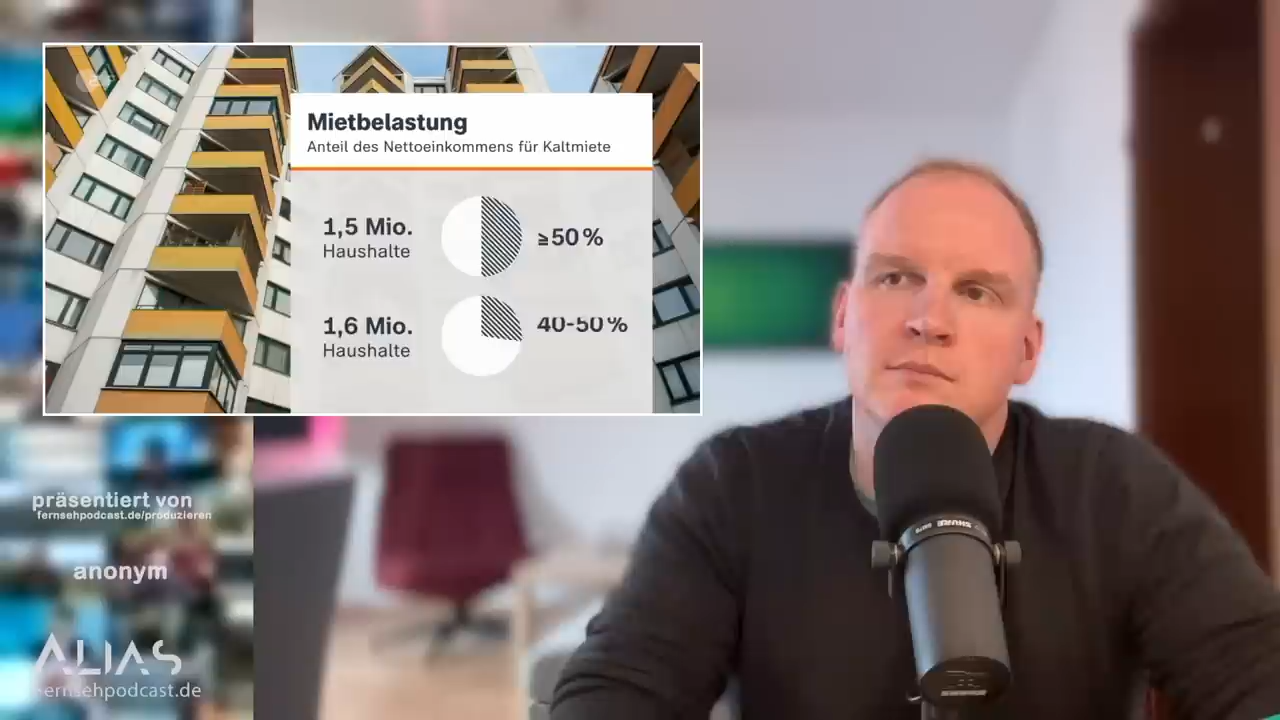 Mietbelastung
Anteil des Nettoeinkommens für Kaltmiete
1,5 Mio.
Haushalte
≥50%
1,6 Mio.
Haushalte
40-50%
präsentiert von
fernsehpodcast.de/produzieren
anonym
ALIAS
fernsehpodcast.de
SHURE